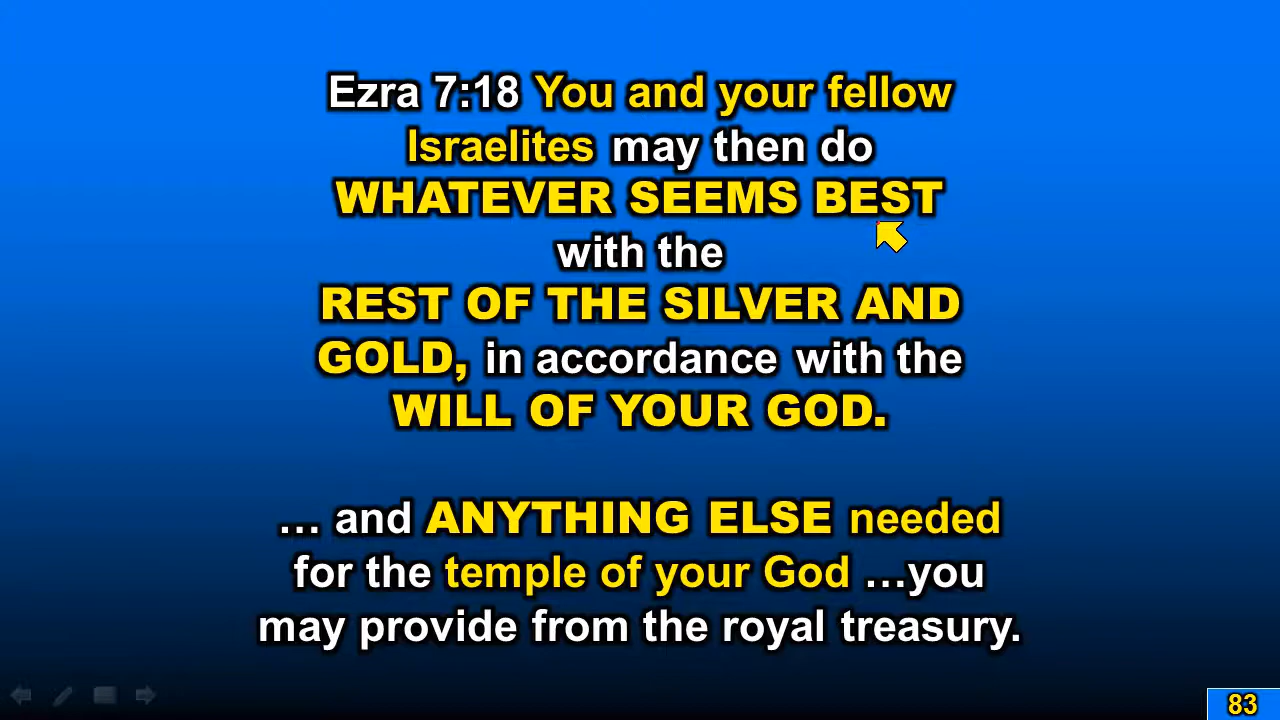 Ezra 7:18 You and your fellow
Israelites may then do
WHATEVER SEEMS BEST
with the
REST OF THE SILVER AND
GOLD, in accordance with the
WILL OF YOUR GOD.
… and ANYTHING ELSE needed
for the temple of your God …you
may provide from the royal treasury.
83